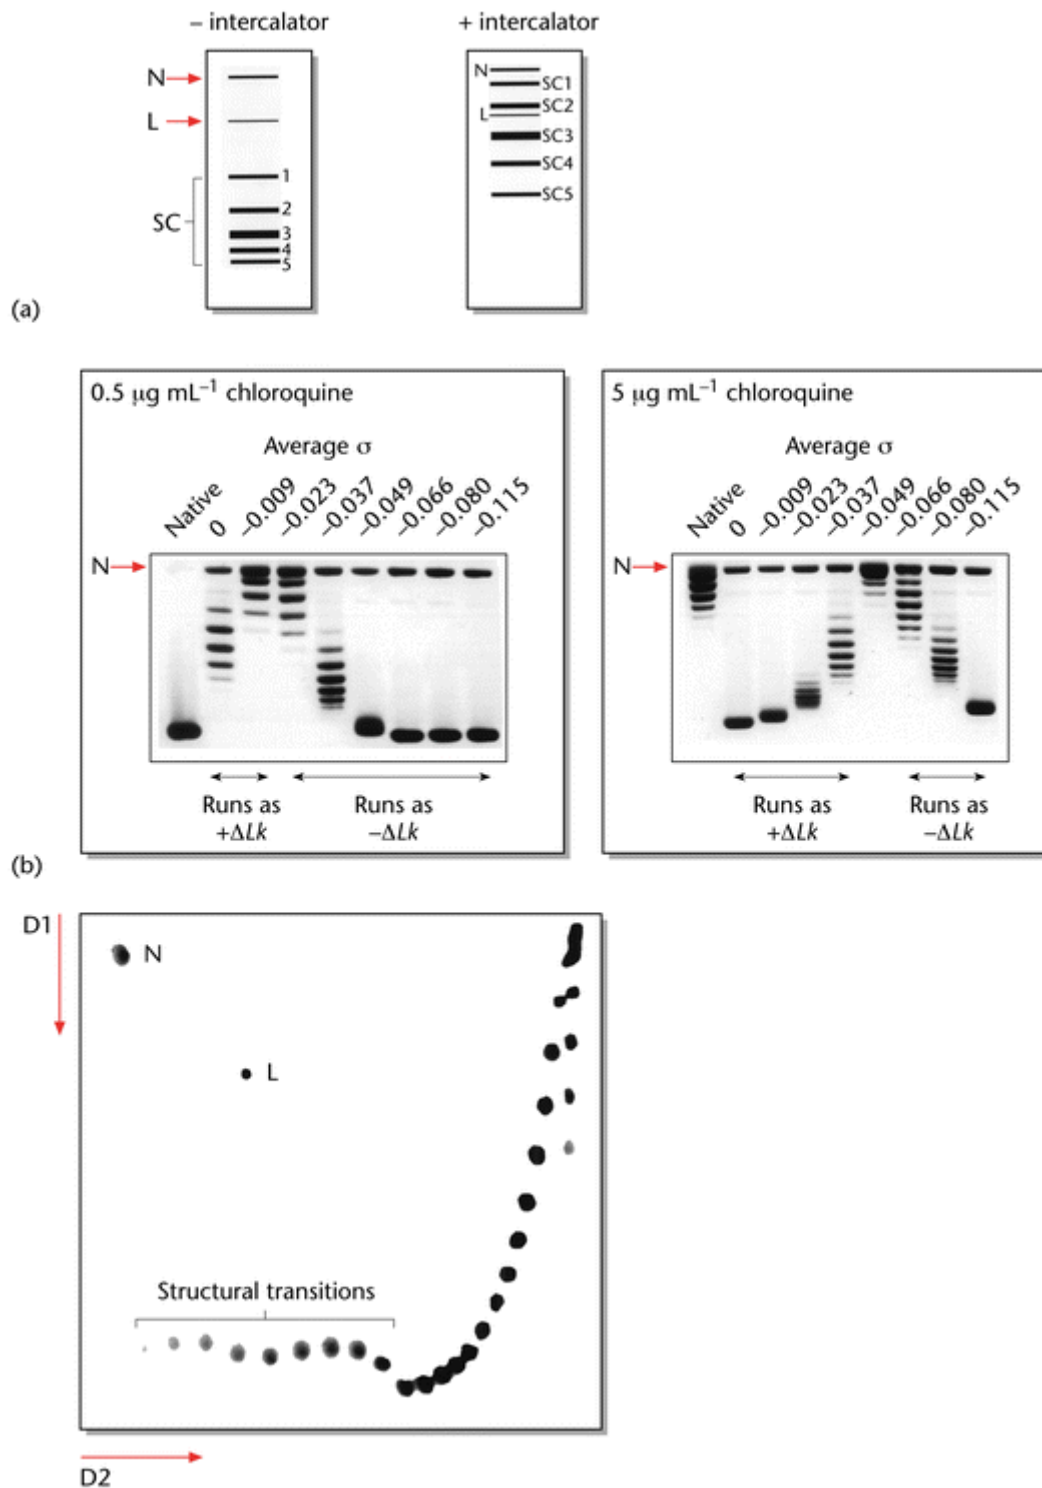 – intercalator
N
L
SC
1
2
3
4
5
+ intercalator
N
SC1
SC2
L
SC3
SC4
SC5
(a)
0.5 μg mL–1 chloroquine
Average σ
Native
0
–0.009
–0.023
–0.037
–0.049
–0.066
–0.080
–0.115
N
Runs as
+ΔLk
Runs as
–ΔLk
5 μg mL–1 chloroquine
Average σ
Native
0
–0.009
–0.023
–0.037
–0.049
–0.066
–0.080
–0.115
N
Runs as
+ΔLk
Runs as
–ΔLk
(b)
D1
N
L
Structural transitions
D2